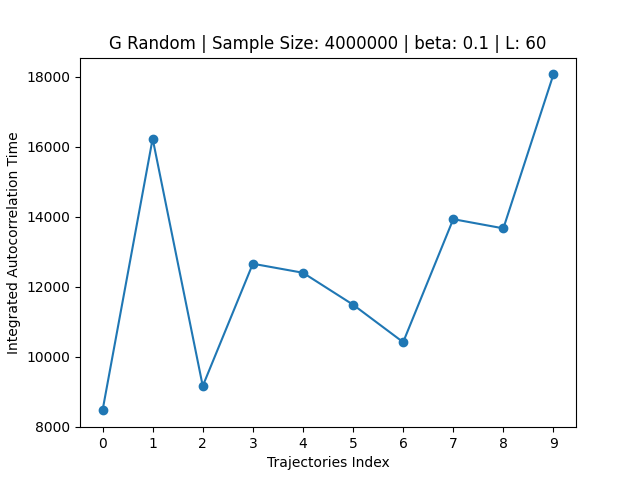 G Random | Sample Size: 4000000 | beta: 0.1 | L: 60
18000
16000
14000
12000
10000
8000
Integrated Autocorrelation Time
0 1 2 3 4 5 6 7 8 9
Trajectories Index